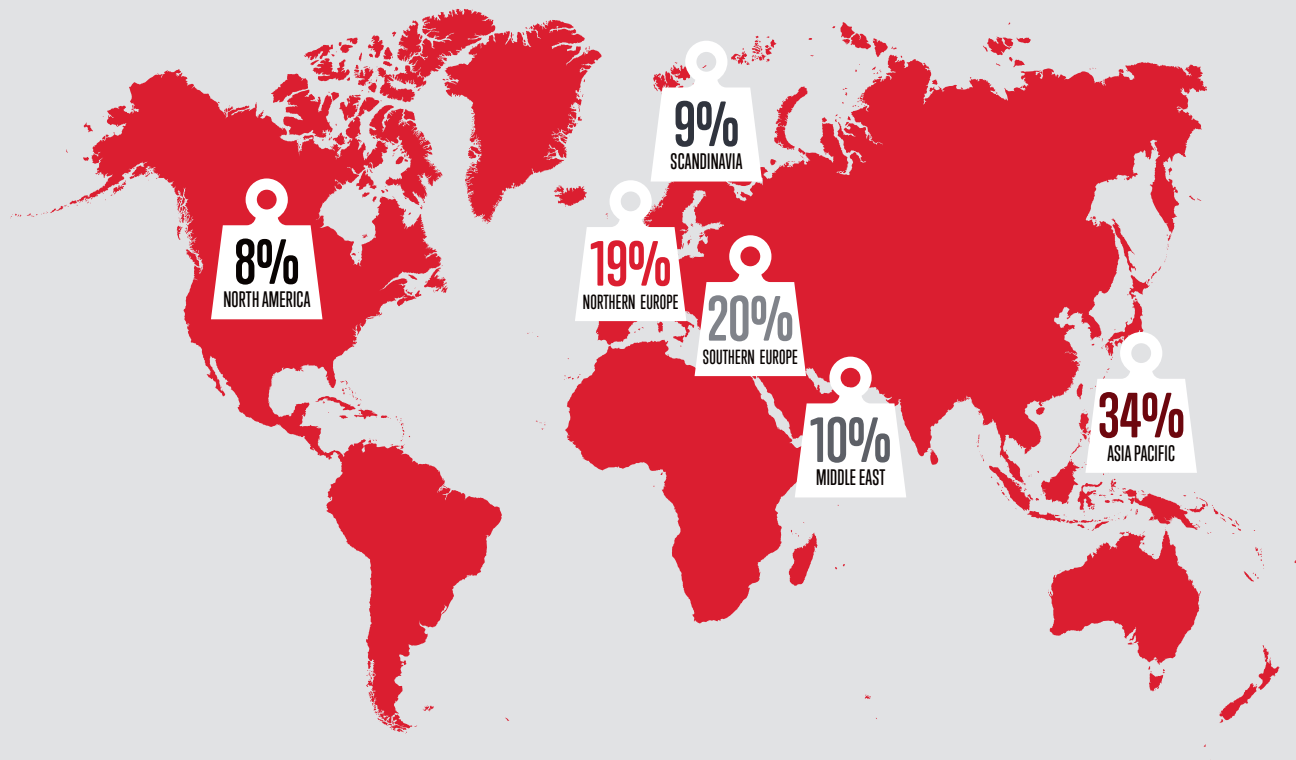 9%
SCANDINAVIA
8%
NORTH AMERICA
19%
NORTHERN EUROPE
20%
SOUTHERN EUROPE
10%
MIDDLE EAST
34%
ASIA PACIFIC